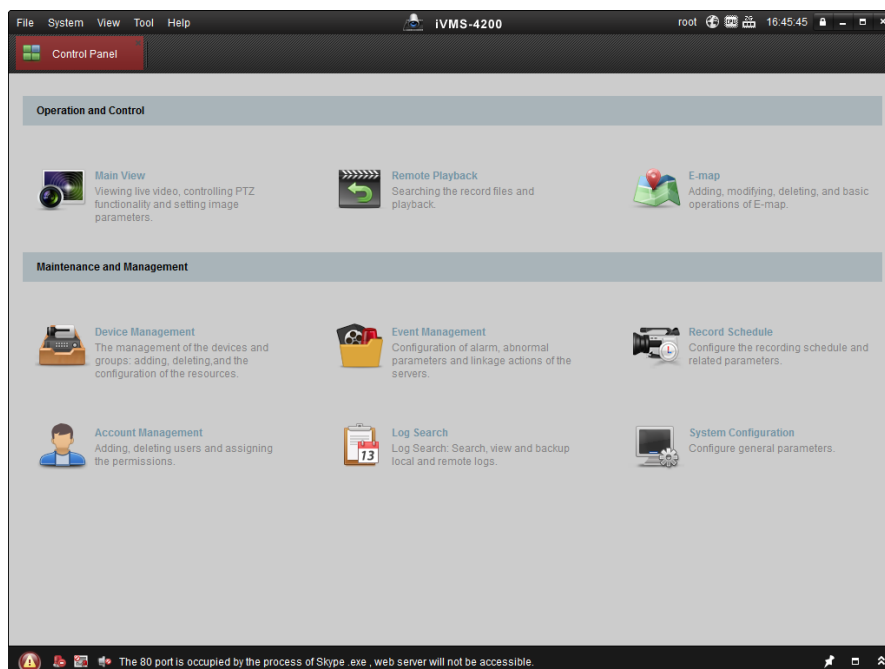 File System View Tool Help
iVMS-4200
root 16:45:45
Control Panel
Operation and Control
Main View
Viewing live video, controlling PTZ
functionality and setting image
parameters.
Remote Playback
Searching the record files and
playback.
E-map
Adding, modifying, deleting, and basic
operations of E-map.
Maintenance and Management
Device Management
The management of the devices and
groups: adding, deleting,and the
configuration of the resources.
Event Management
Configuration of alarm, abnormal
parameters and linkage actions of the
servers.
Record Schedule
Configure the recording schedule and
related parameters.
Account Management
Adding, deleting users and assigning
the permissions.
13
Log Search
Log Search: Search, view and backup
local and remote logs.
System Configuration
Configure general parameters.
The 80 port is occupied by the process of Skype .exe , web server will not be accessible.